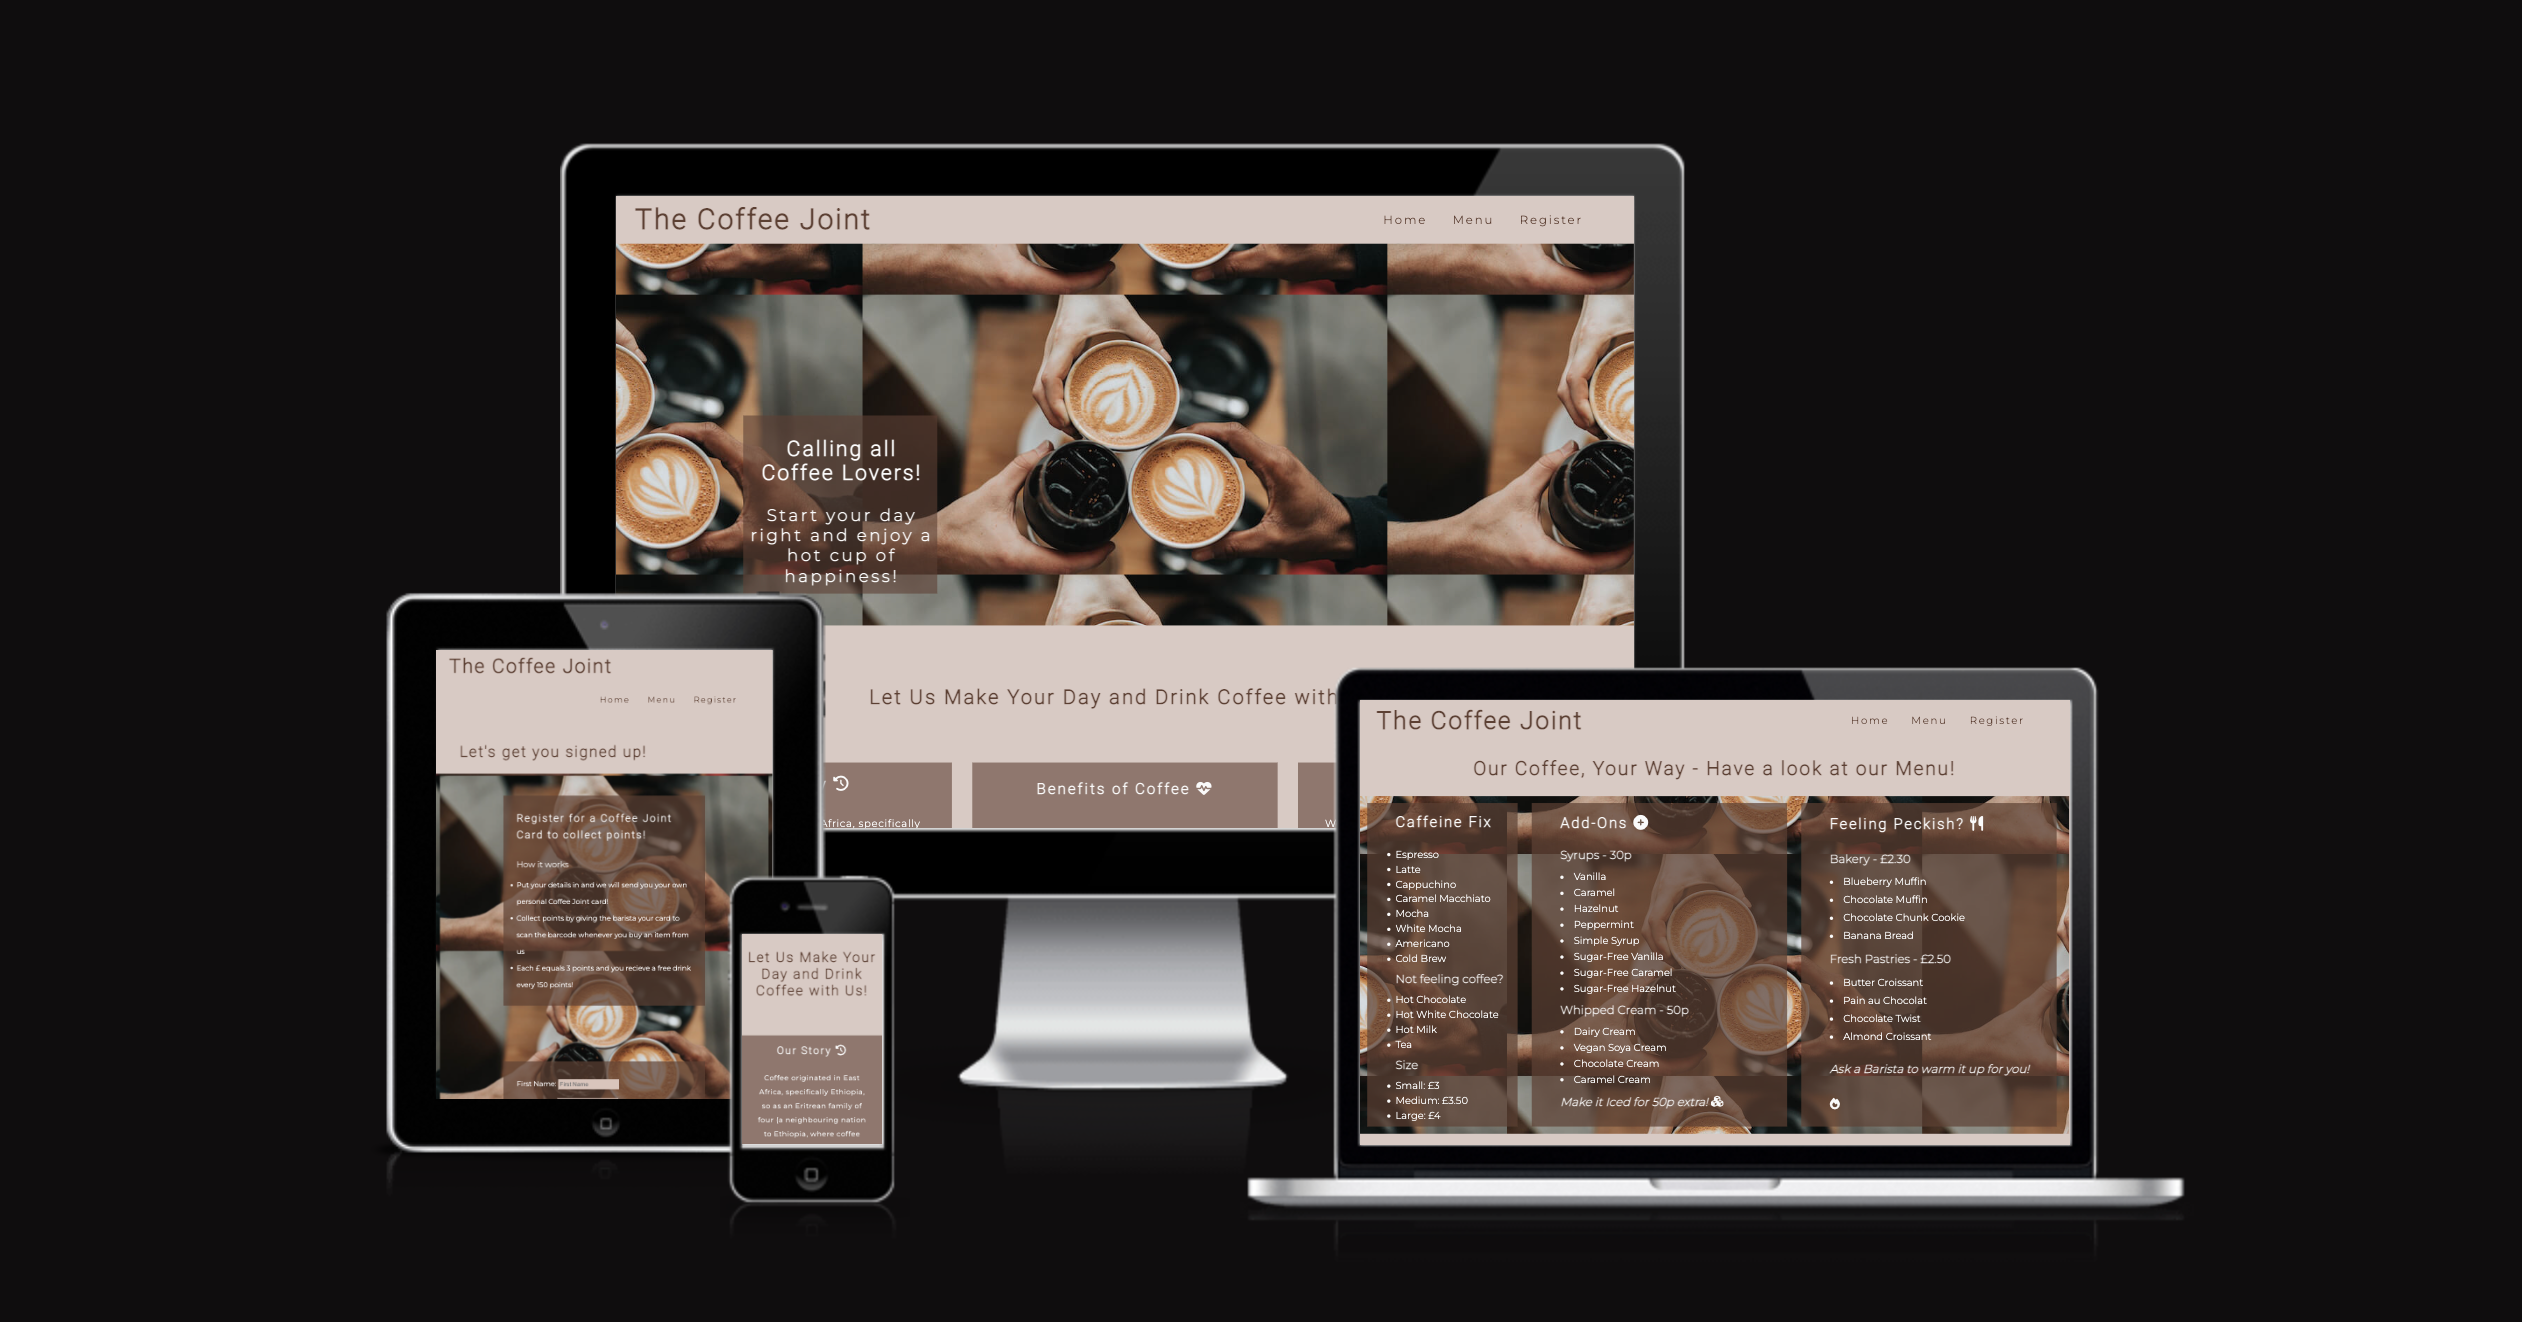 The Coffee Joint
Home Menu Register
Calling all
Coffee Lovers!
Start your day
right and enjoy a
hot cup of
happiness!
Let Us Make Your Day and Drink Coffee with
Benefits of Coffee
Africa, specifically
W
The Coffee Joint
Home Menu Register
Let's get you signed up!
Register for a Coffee Joint
Card to collect points!
How it works
• Put your details in and we will send you your own
personal Coffee Joint card!
• Collect points by giving the barista your card to
scan the barcode whenever you buy an item from
us
• Each £ equals 3 points and you recieve a free drink
every 150 points!
First Name: First Name
Let Us Make Your
Day and Drink
Coffee with Us!
Our Story
Coffee originated in East
Africa, specifically Ethiopia,
so as an Eritrean family of
four (a neighbouring nation
to Ethiopia, where coffee
The Coffee Joint
Home Menu Register
Our Coffee, Your Way - Have a look at our Menu!
Caffeine Fix
• Espresso
• Latte
• Cappuchino
• Caramel Macchiato
• Mocha
• White Mocha
• Americano
• Cold Brew
Not feeling coffee?
• Hot Chocolate
• Hot White Chocolate
• Hot Milk
• Tea
Size
• Small: £3
• Medium: £3.50
• Large: £4
Add-Ons
Syrups - 30p
• Vanilla
• Caramel
• Hazelnut
• Peppermint
• Simple Syrup
• Sugar-Free Vanilla
• Sugar-Free Caramel
• Sugar-Free Hazelnut
Whipped Cream - 50p
• Dairy Cream
• Vegan Soya Cream
• Chocolate Cream
• Caramel Cream
Make it Iced for 50p extra!
Feeling Peckish?
Bakery - £2.30
• Blueberry Muffin
• Chocolate Muffin
• Chocolate Chunk Cookie
• Banana Bread
Fresh Pastries - £2.50
• Butter Croissant
• Pain au Chocolat
• Chocolate Twist
• Almond Croissant
Ask a Barista to warm it up for you!